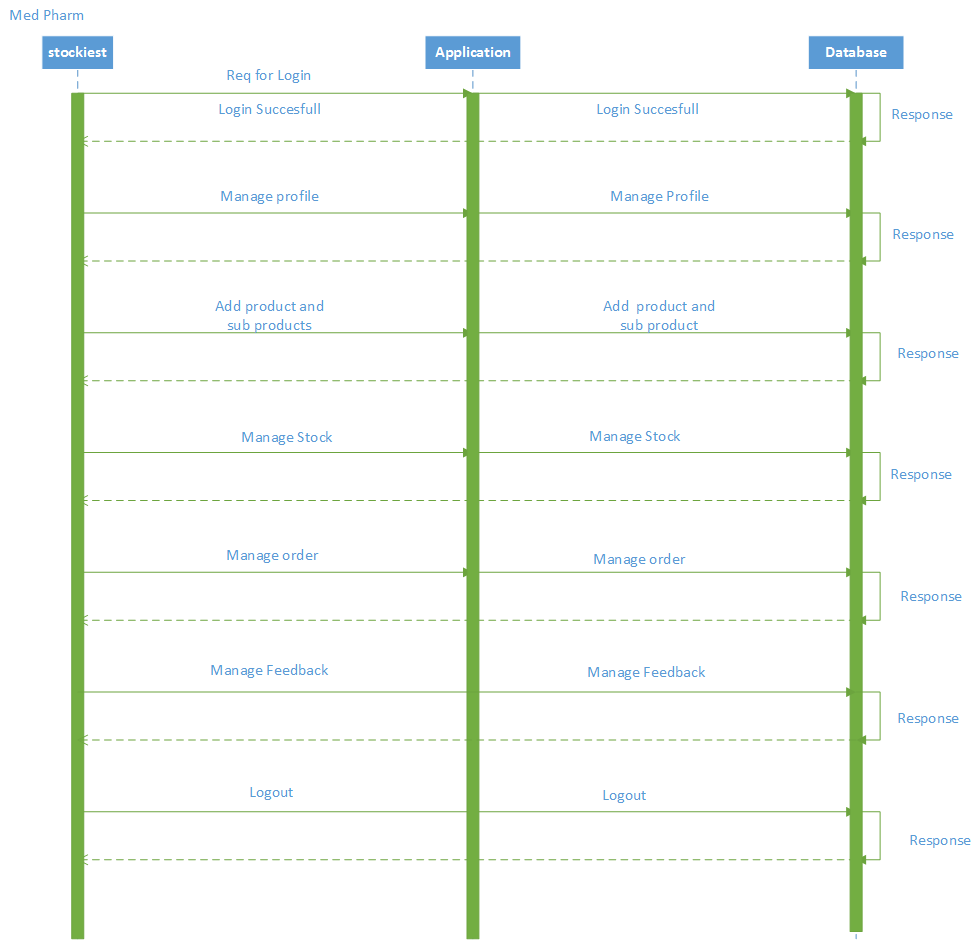 Med Pharm
stockiest
Application
Database
Req for Login
Login Succesfull
Login Succesfull
Response
Manage profile
Manage Profile
Response
Add product and
sub products
Add  product and
sub product
Response
Manage Stock
Manage Stock
Response
Manage order
Manage order
Response
Manage Feedback
Manage Feedback
Response
Logout
Logout
Response